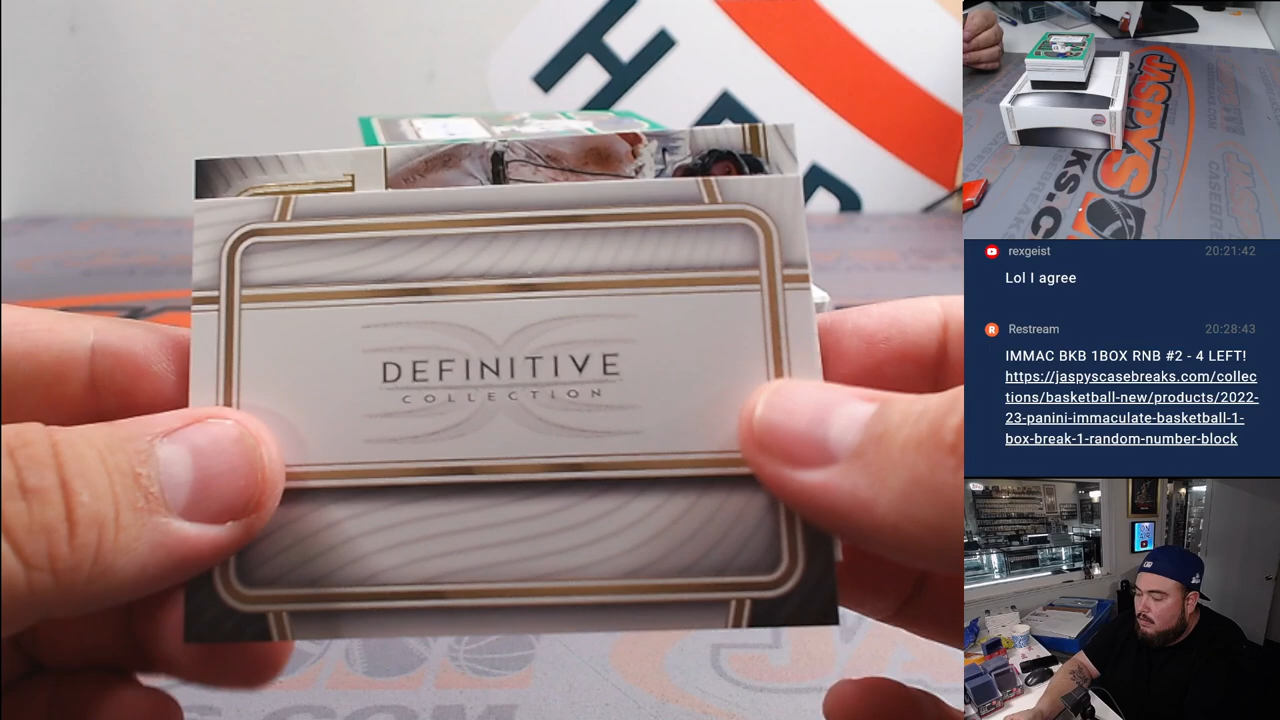 DEFINITIVE
COLLECTION
JASPYS
KS.C
rexgeist
20:21:42
Lol I agree
Restream
20:28:43
IMMAC BKB 1BOX RNB #2 - 4 LEFT!
https://jaspyscasebreaks.com/collec
tions/basketball-new/products/2022-
23-panini-immaculate-basketball-1-
box-break-1-random-number-block